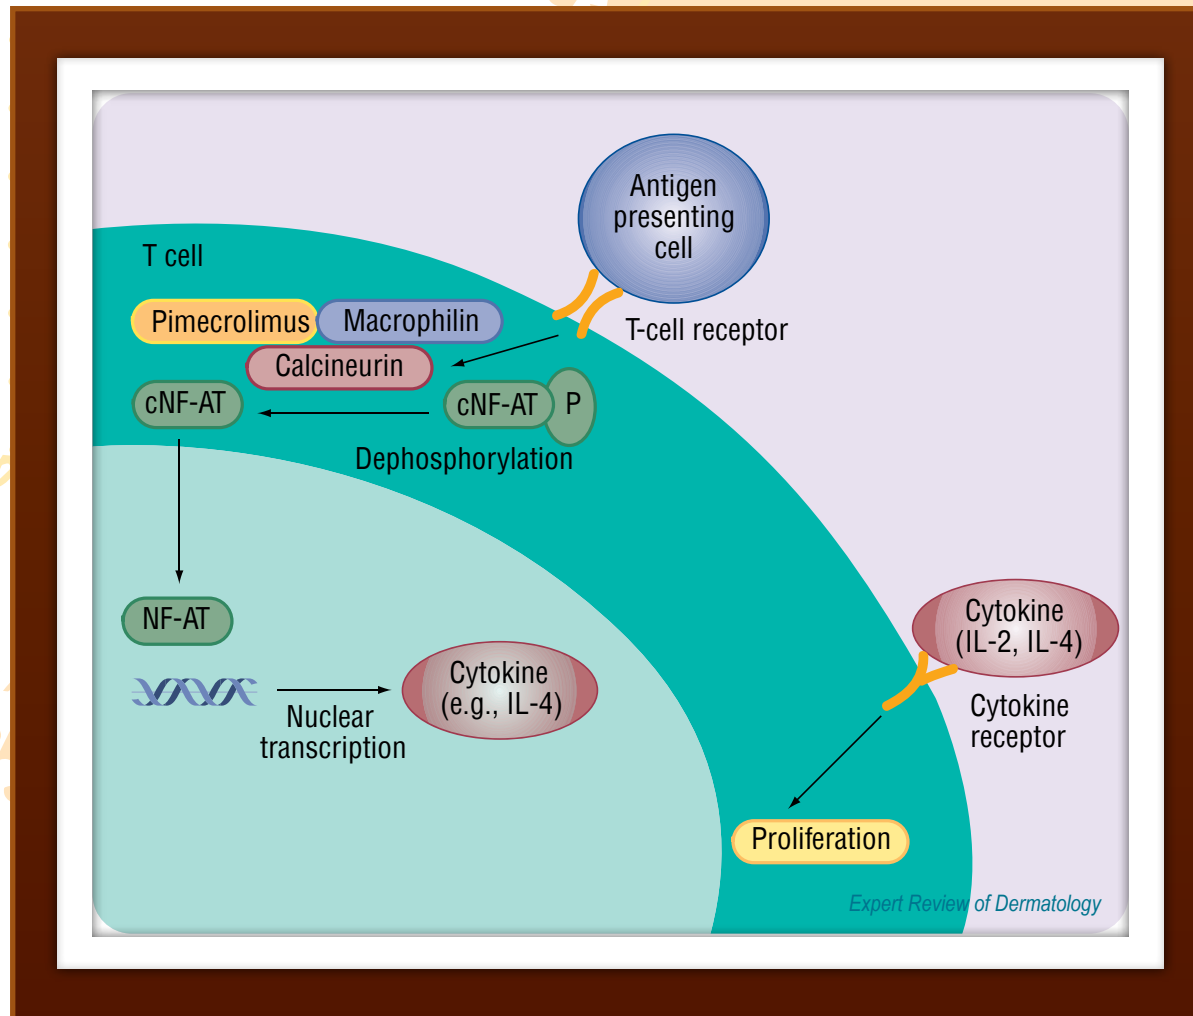 Antigen
presenting
cell
T cell
Pimecrolimus
Macrophilin
T-cell receptor
Calcineurin
cNF-AT
cNF-AT
P
Dephosphorylation
NF-AT
Cytokine
(e.g., IL-4)
Nuclear
transcription
Cytokine
(IL-2, IL-4)
Cytokine
receptor
Proliferation
Expert Review of Dermatology